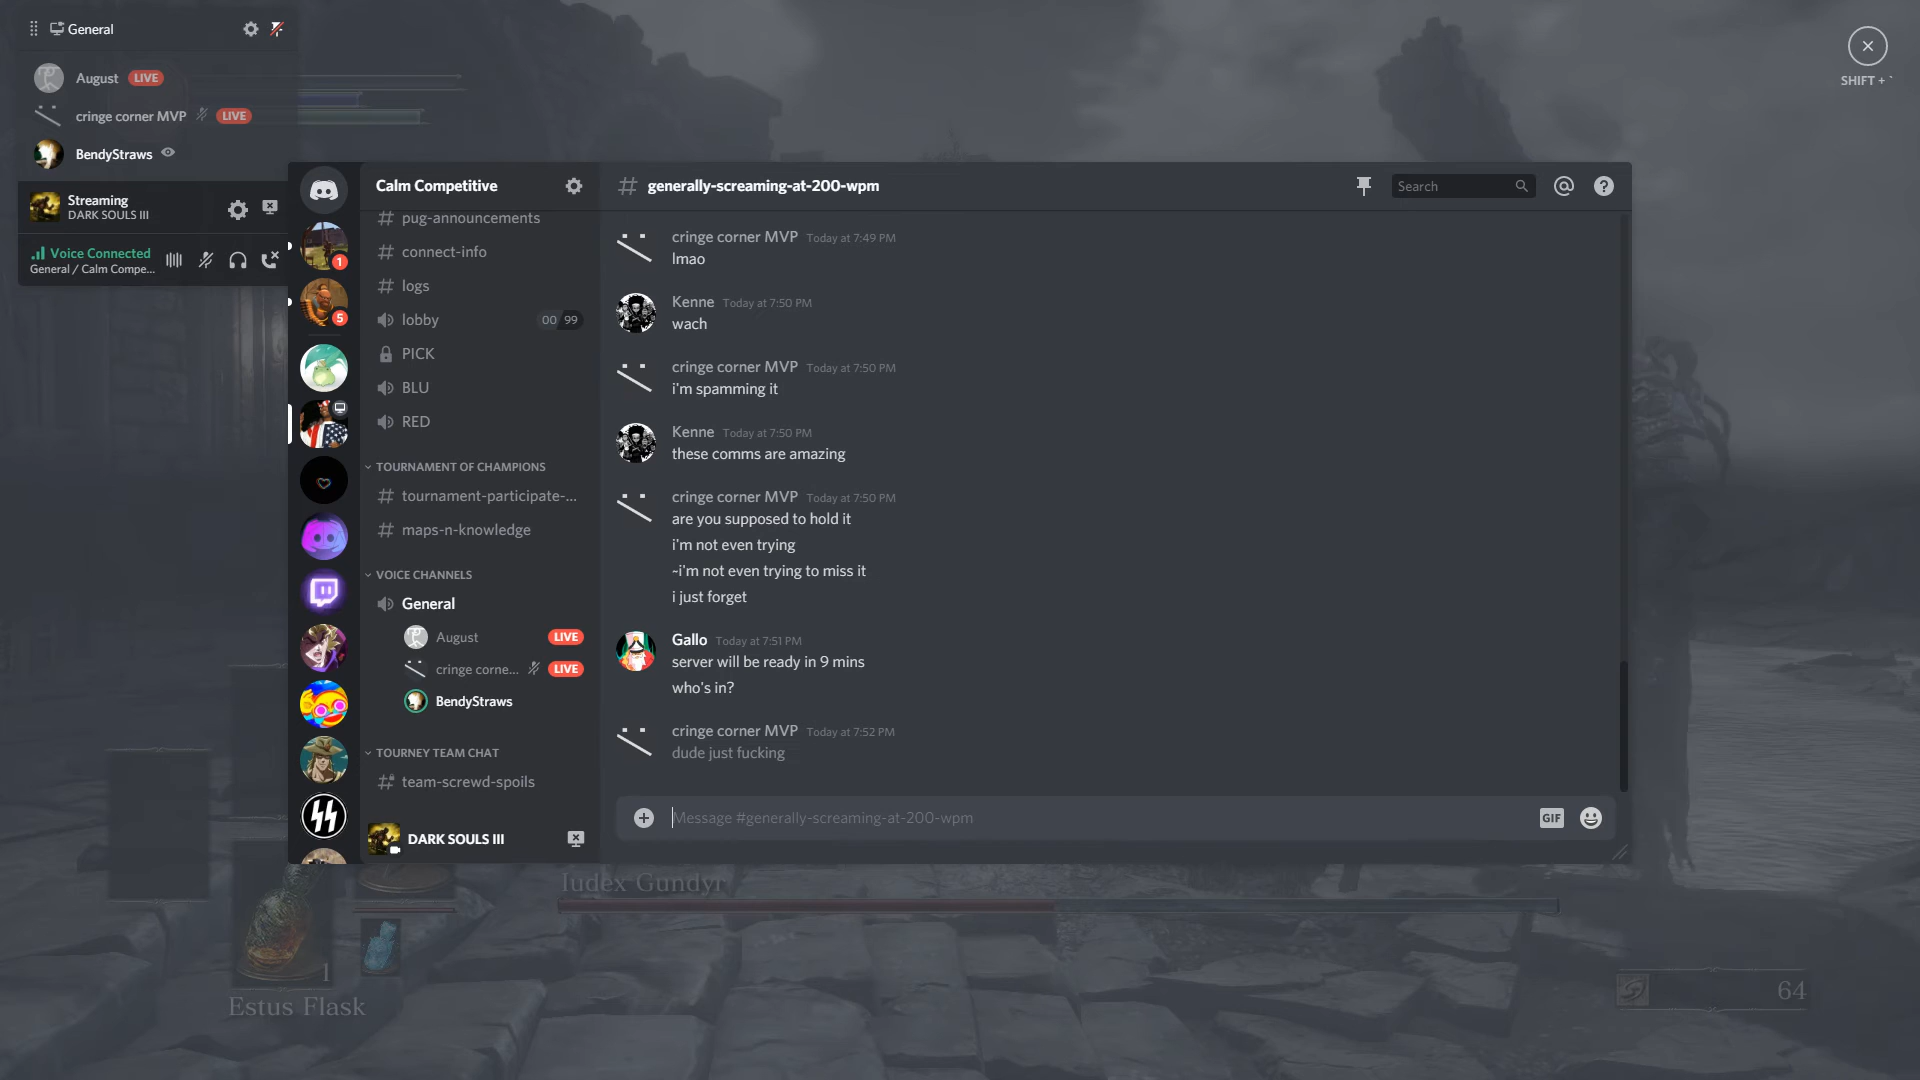 General
SHIFT + `
August LIVE
cringe corner MVP LIVE
BendyStraws
Streaming
DARK SOULS III
Voice Connected
General / Calm Compe...
1
5
Calm Competitive
pug-announcements
connect-info
logs
lobby 00 99
PICK
BLU
RED
TOURNAMENT OF CHAMPIONS
tournament-participate-...
maps-n-knowledge
VOICE CHANNELS
General
August LIVE
cringe corne... LIVE
BendyStraws
TOURNEY TEAM CHAT
team-screwd-spoils
DARK SOULS III
# generally-screaming-at-200-wpm
Search
cringe corner MVP Today at 7:49 PM
lmao
Kenne Today at 7:50 PM
wach
cringe corner MVP Today at 7:50 PM
i'm spamming it
Kenne Today at 7:50 PM
these comms are amazing
cringe corner MVP Today at 7:50 PM
are you supposed to hold it
i'm not even trying
~i'm not even trying to miss it
i just forget
Gallo Today at 7:51 PM
server will be ready in 9 mins
who's in?
cringe corner MVP Today at 7:52 PM
dude just fucking
Message #generally-screaming-at-200-wpm
GIF
Iudex Gundyr
1
Estus Flask
64